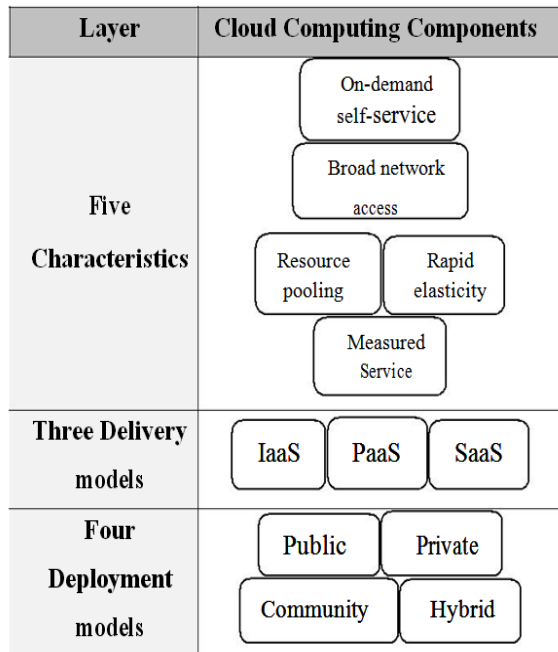 Layer
Cloud Computing Components
Five
Characteristics
On-demand
self-service
Broad network
access
Resource
pooling
Rapid
elasticity
Measured
Service
Three Delivery
models
IaaS
PaaS
SaaS
Four
Deployment
models
Public
Private
Community
Hybrid